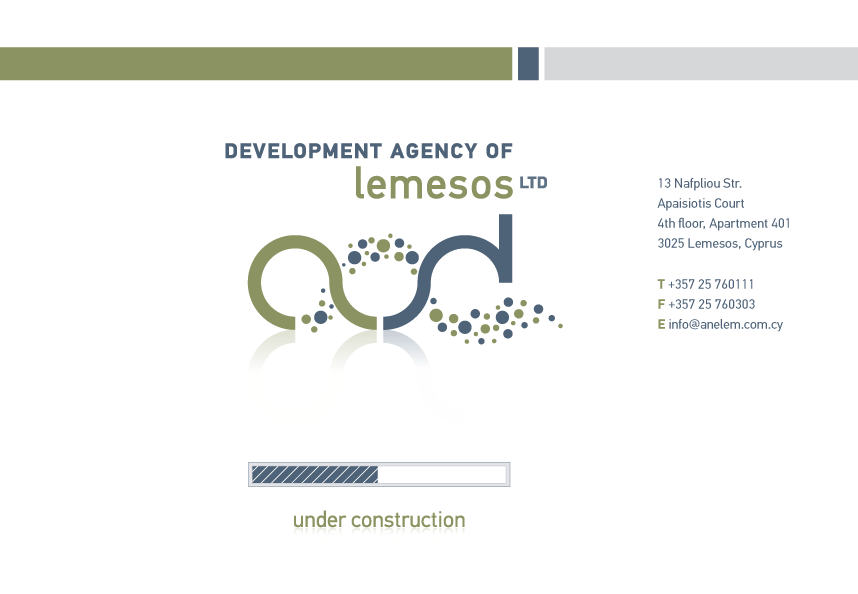 DEVELOPMENT AGENCY OF
lemesos LTD
13 Nafpliou Str.
Apaisiotis Court
4th floor, Apartment 401
3025 Lemesos, Cyprus
T +357 25 760111
F +357 25 760303
E info@anelem.com.cy
under construction